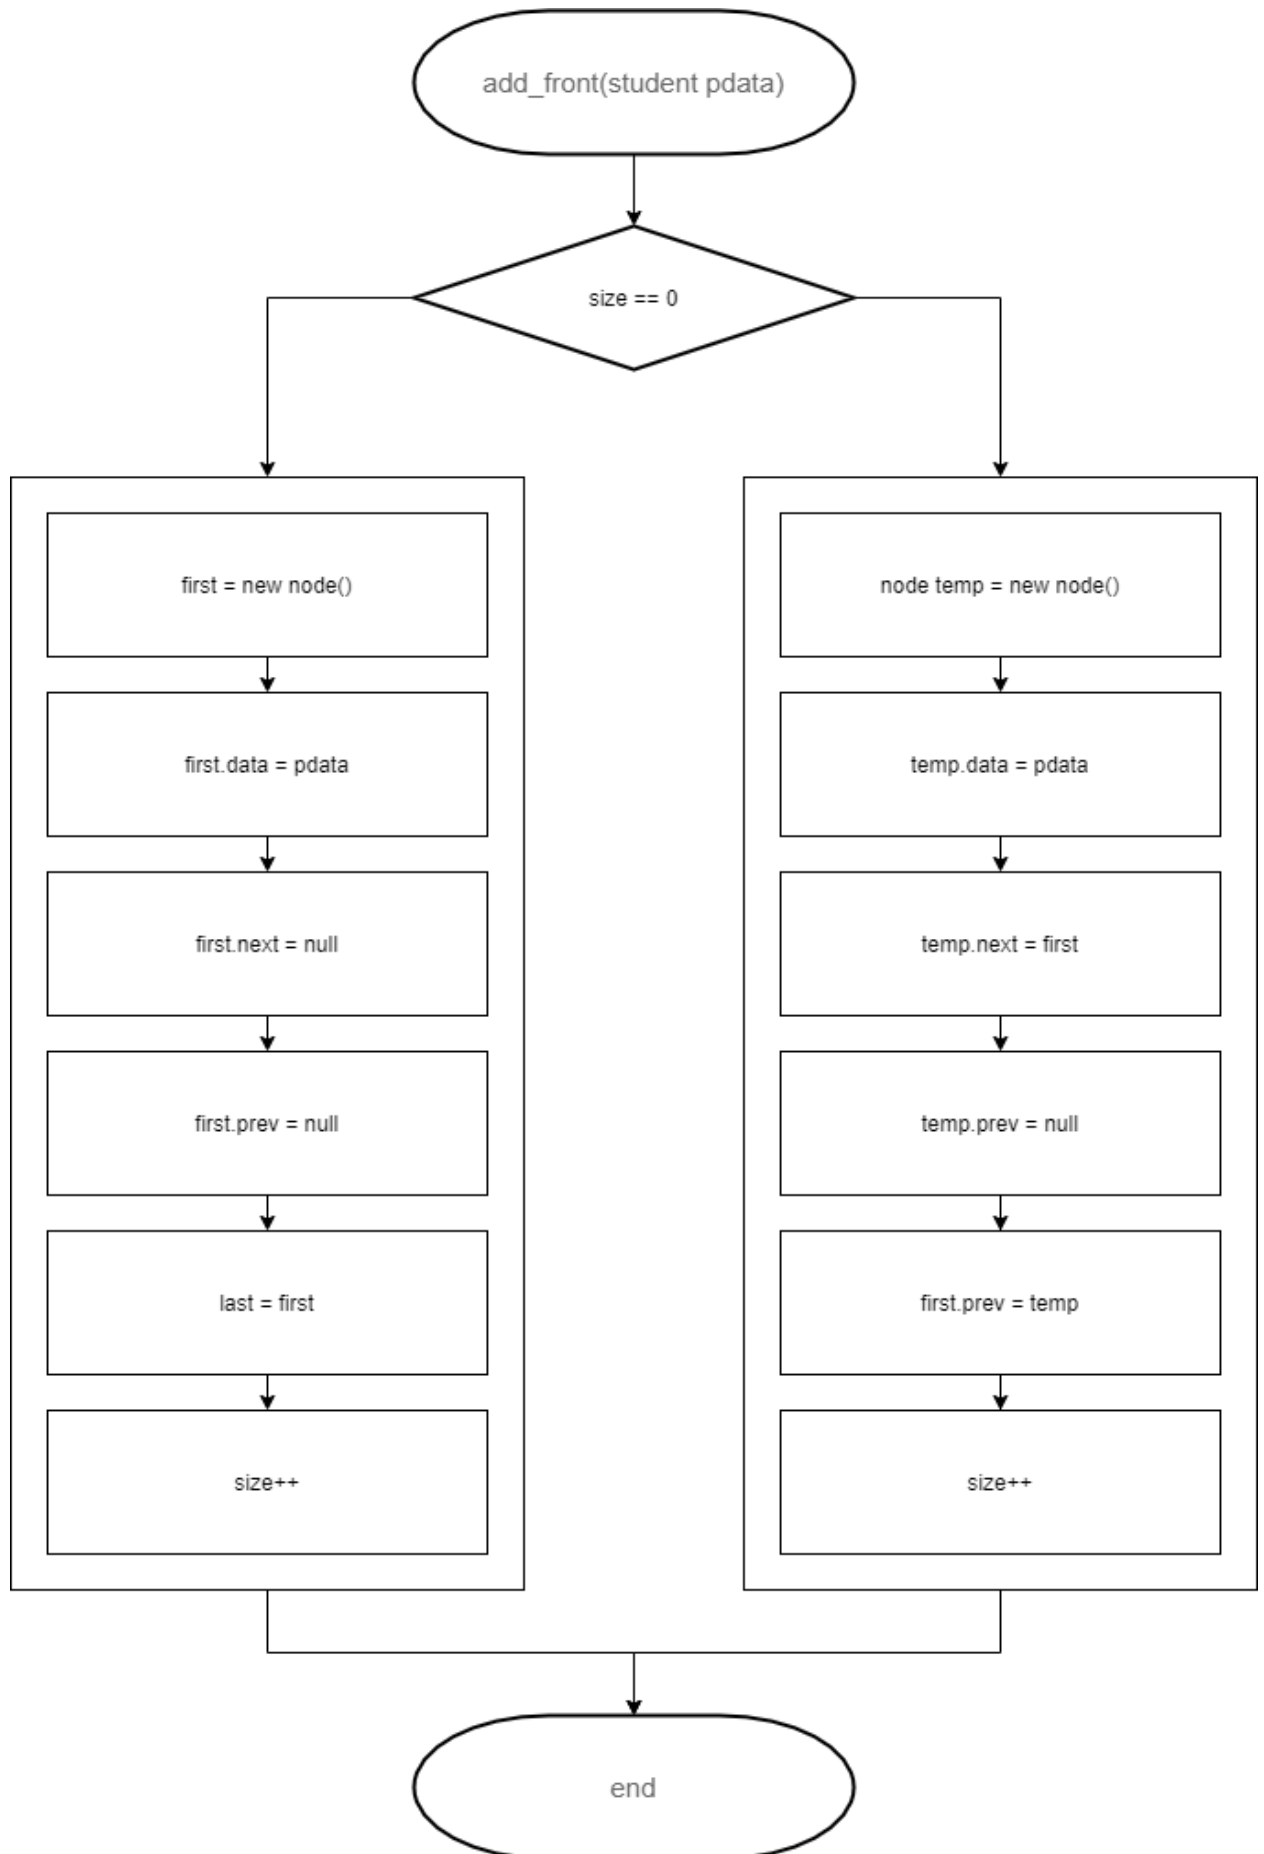 add_front(student pdata)
size == 0
first = new node()
first.data = pdata
first.next = null
first.prev = null
last = first
size++
node temp = new node()
temp.data = pdata
temp.next = first
temp.prev = null
first.prev = temp
size++
end